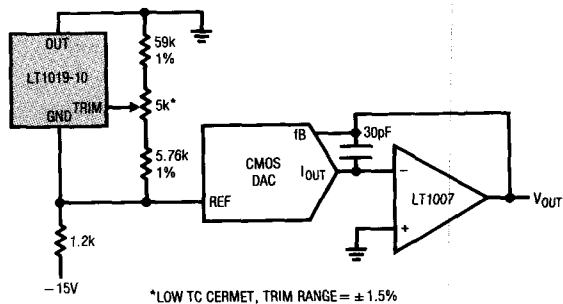 OUT
LT1019-10
GND
TRIM
59k
1%
5k*
5.76k
1%
1.2k
−15V
REF
CMOS
DAC
fB
IOUT
30pF
−
+
LT1007
VOUT
*LOW TC CERMET, TRIM RANGE = ± 1.5%